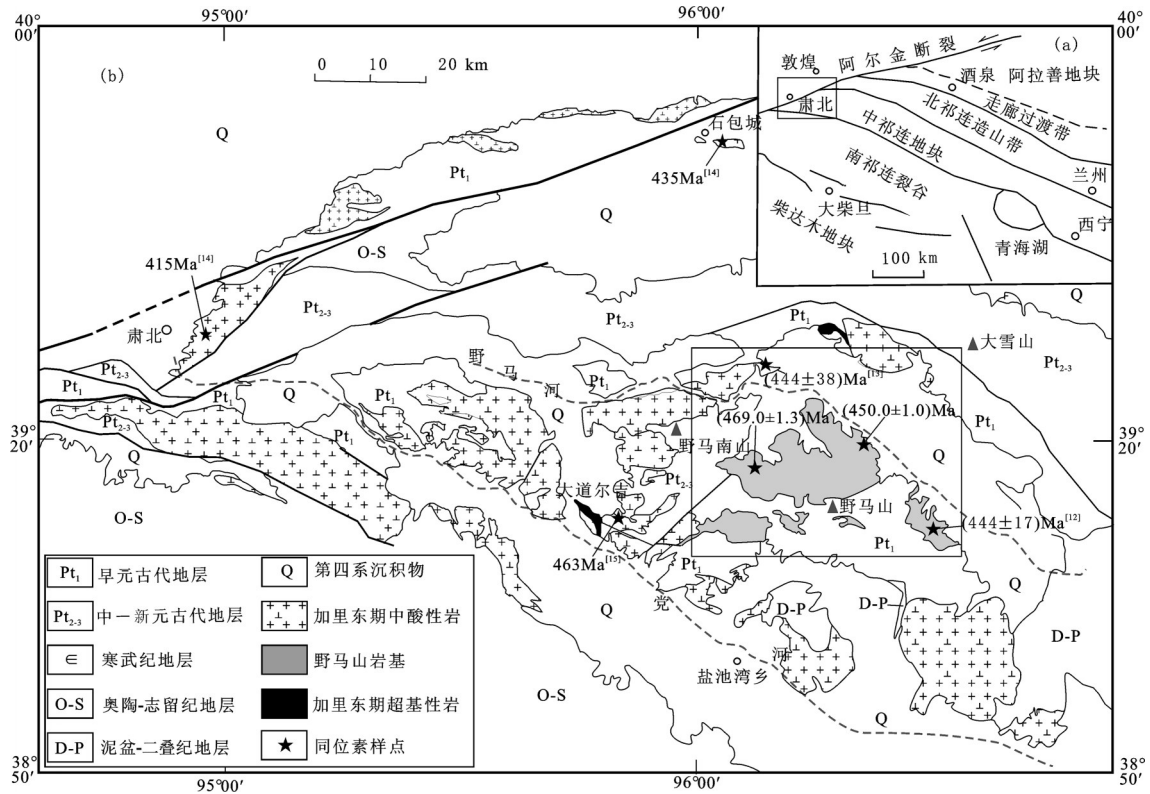 95°00′
96°00′
40°
00′
40°
00′
(b)
0 10 20 km
(a)
敦煌
阿尔金断裂
酒泉
阿拉善地块
肃北
走廊过渡带
北祁连造山带
中祁连地块
南祁连裂谷
兰州
大柴旦
柴达木地块
西宁
青海湖
100 km
Q
石包城
Pt₁
435Ma[14]
Q
O-S
415Ma[14]
Pt₂₋₃
肃北
Pt₂₋₃
Pt₁
Q
大雪山
Pt₂₋₃
Pt₂₋₃
Pt₁
Pt₁
野马河
Pt₁
(444±38)Ma[13]
Q
Pt₁
Pt₂₋₃
Pt₁
Q
(469.0±1.3)Ma
(450.0±1.0)Ma
Pt₁
39°
20′
39°
20′
Q
野马南山
Q
Pt₂₋₃
大道尔吉
野马山
O-S
(444±17)Ma[12]
Pt₁
463Ma[15]
Pt₁
Q
Q
党河
D-P
D-P
D-P
盐池湾乡
O-S
Q
Pt₁ 早元古代地层
Q 第四系沉积物
Pt₂₋₃ 中—新元古代地层
加里东期中酸性岩
∈ 寒武纪地层
野马山岩基
O-S 奥陶-志留纪地层
加里东期超基性岩
D-P 泥盆-二叠纪地层
★ 同位素样点
38°
50′
38°
50′
95°00′
96°00′